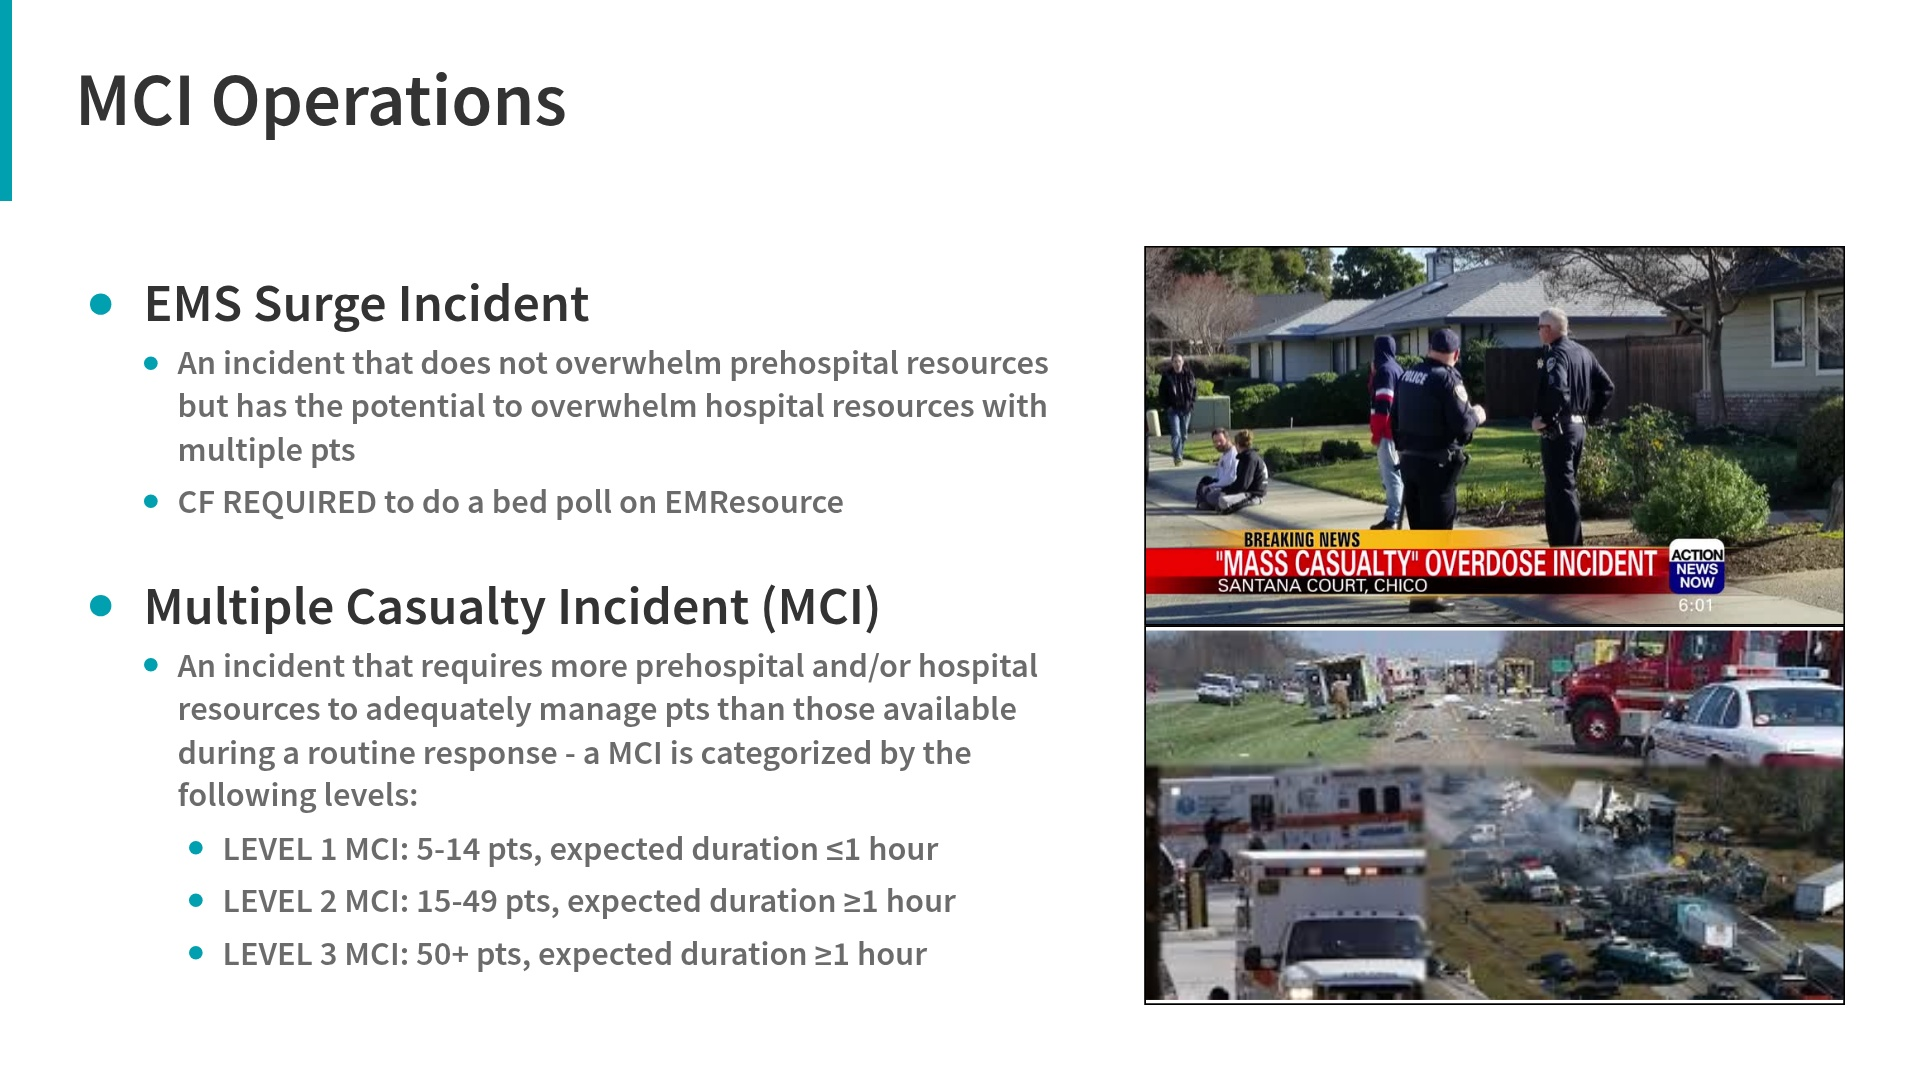 MCI Operations
EMS Surge Incident
An incident that does not overwhelm prehospital resources
but has the potential to overwhelm hospital resources with
multiple pts
CF REQUIRED to do a bed poll on EMResource
Multiple Casualty Incident (MCI)
An incident that requires more prehospital and/or hospital
resources to adequately manage pts than those available
during a routine response - a MCI is categorized by the
following levels:
LEVEL 1 MCI: 5-14 pts, expected duration ≤1 hour
LEVEL 2 MCI: 15-49 pts, expected duration ≥1 hour
LEVEL 3 MCI: 50+ pts, expected duration ≥1 hour
POLICE
BREAKING NEWS
"MASS CASUALTY" OVERDOSE INCIDENT
SANTANA COURT, CHICO
ACTION
NEWS
NOW
6:01